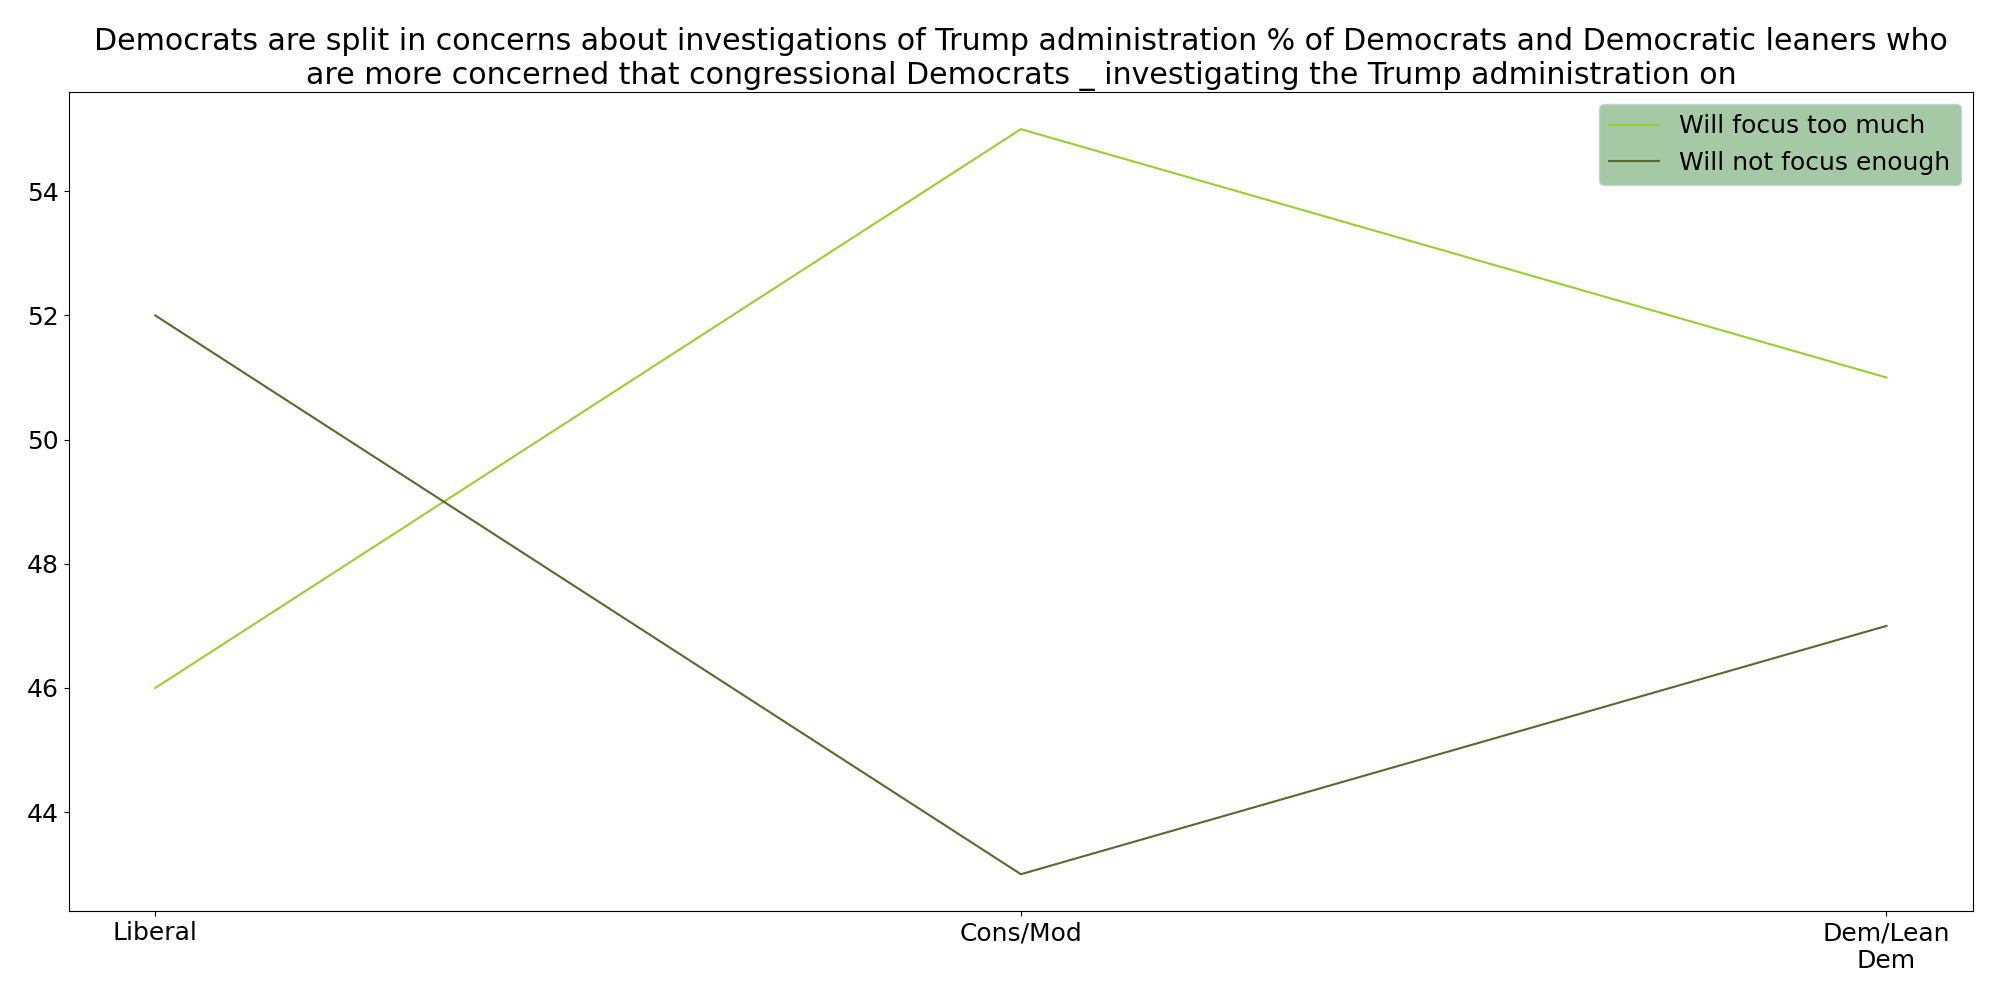 Democrats are split in concerns about investigations of Trump administration % of Democrats and Democratic leaners who
are more concerned that congressional Democrats _ investigating the Trump administration on
Will focus too much
Will not focus enough
54
52
50
48
46
44
Liberal
Cons/Mod
Dem/Lean
Dem